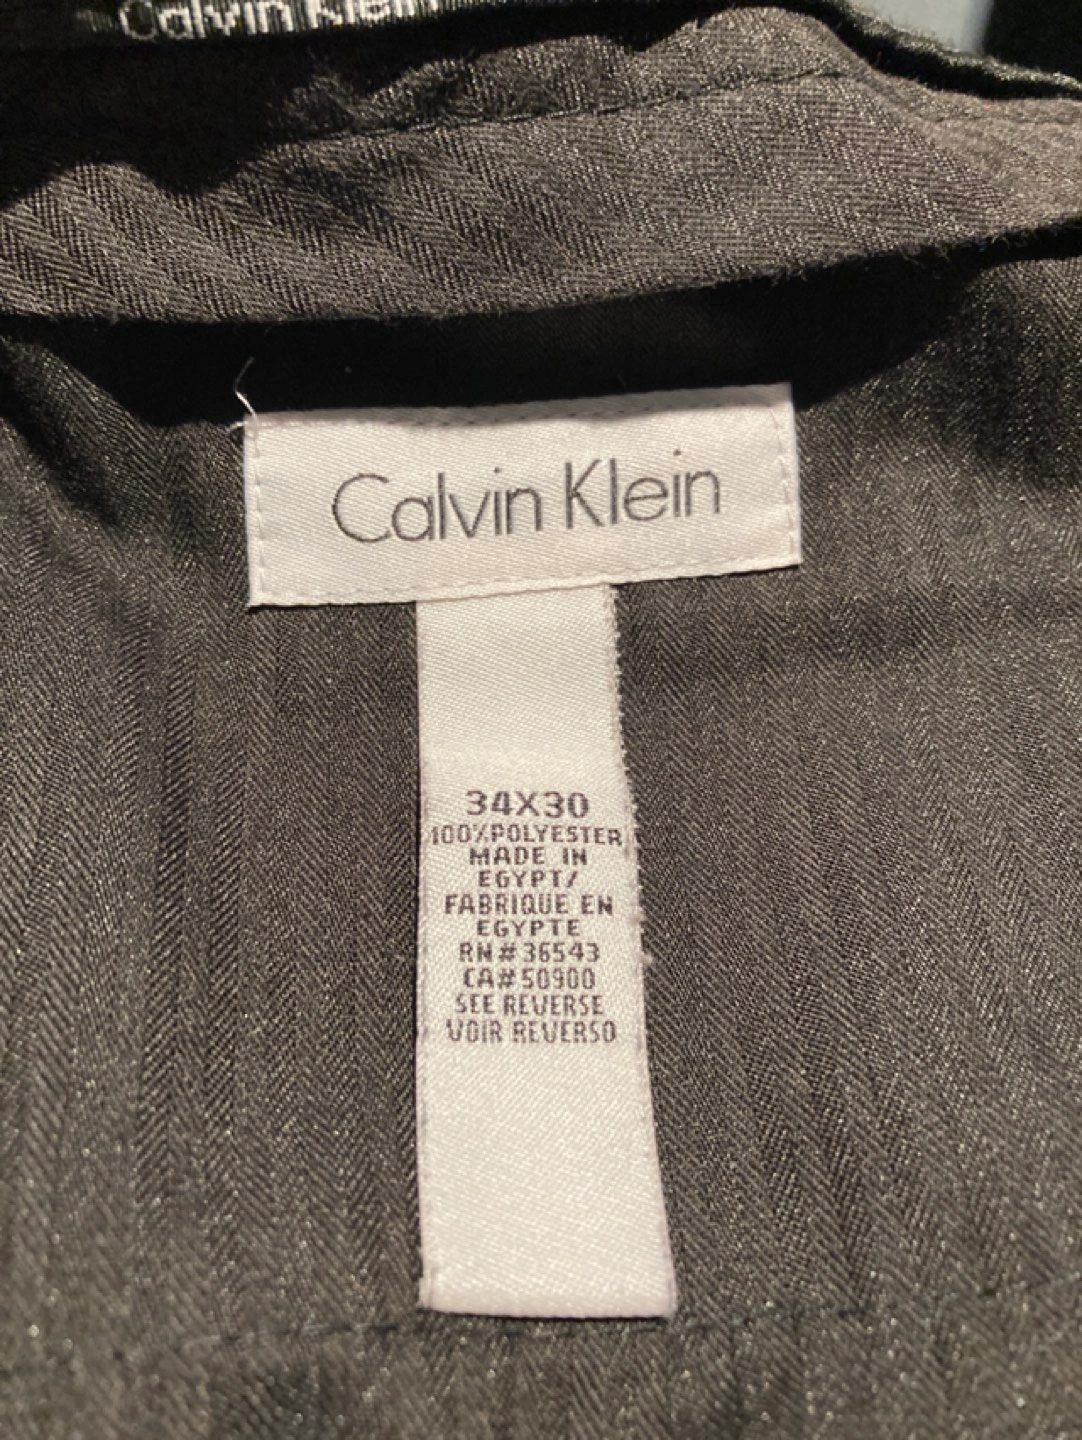 Calvin Klein
Calvin Klein
34X30
100%POLYESTER
MADE IN
EGYPT/
FABRIQUE EN
EGYPTE
RN#36543
CA#50900
SEE REVERSE
VOIR REVERSO